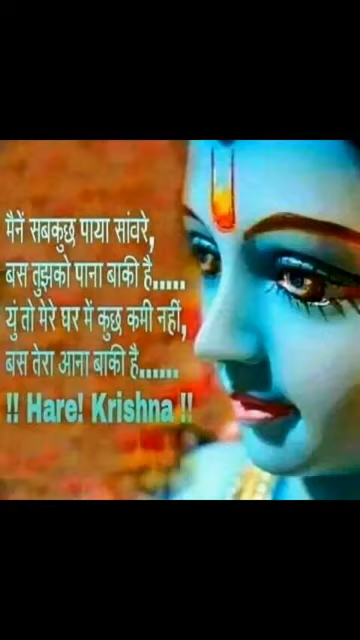 मैनें सबकुछ पाया सांवरे,
बस तुझको पाना बाकी है.....
युं तो मेरे घर में कुछ कमी नहीं,
बस तेरा आना बाकी है......
!! Hare! Krishna !!